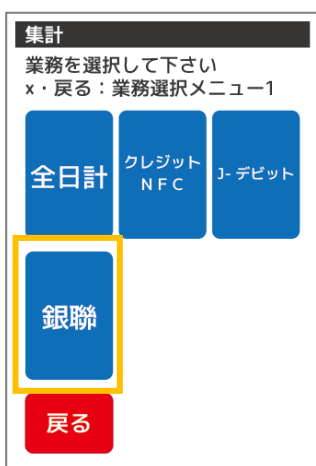 集計
業務を選択して下さい
x・戻る：業務選択メニュー1
全日計
クレジット
NFC
J-デビット
銀聯
戻る